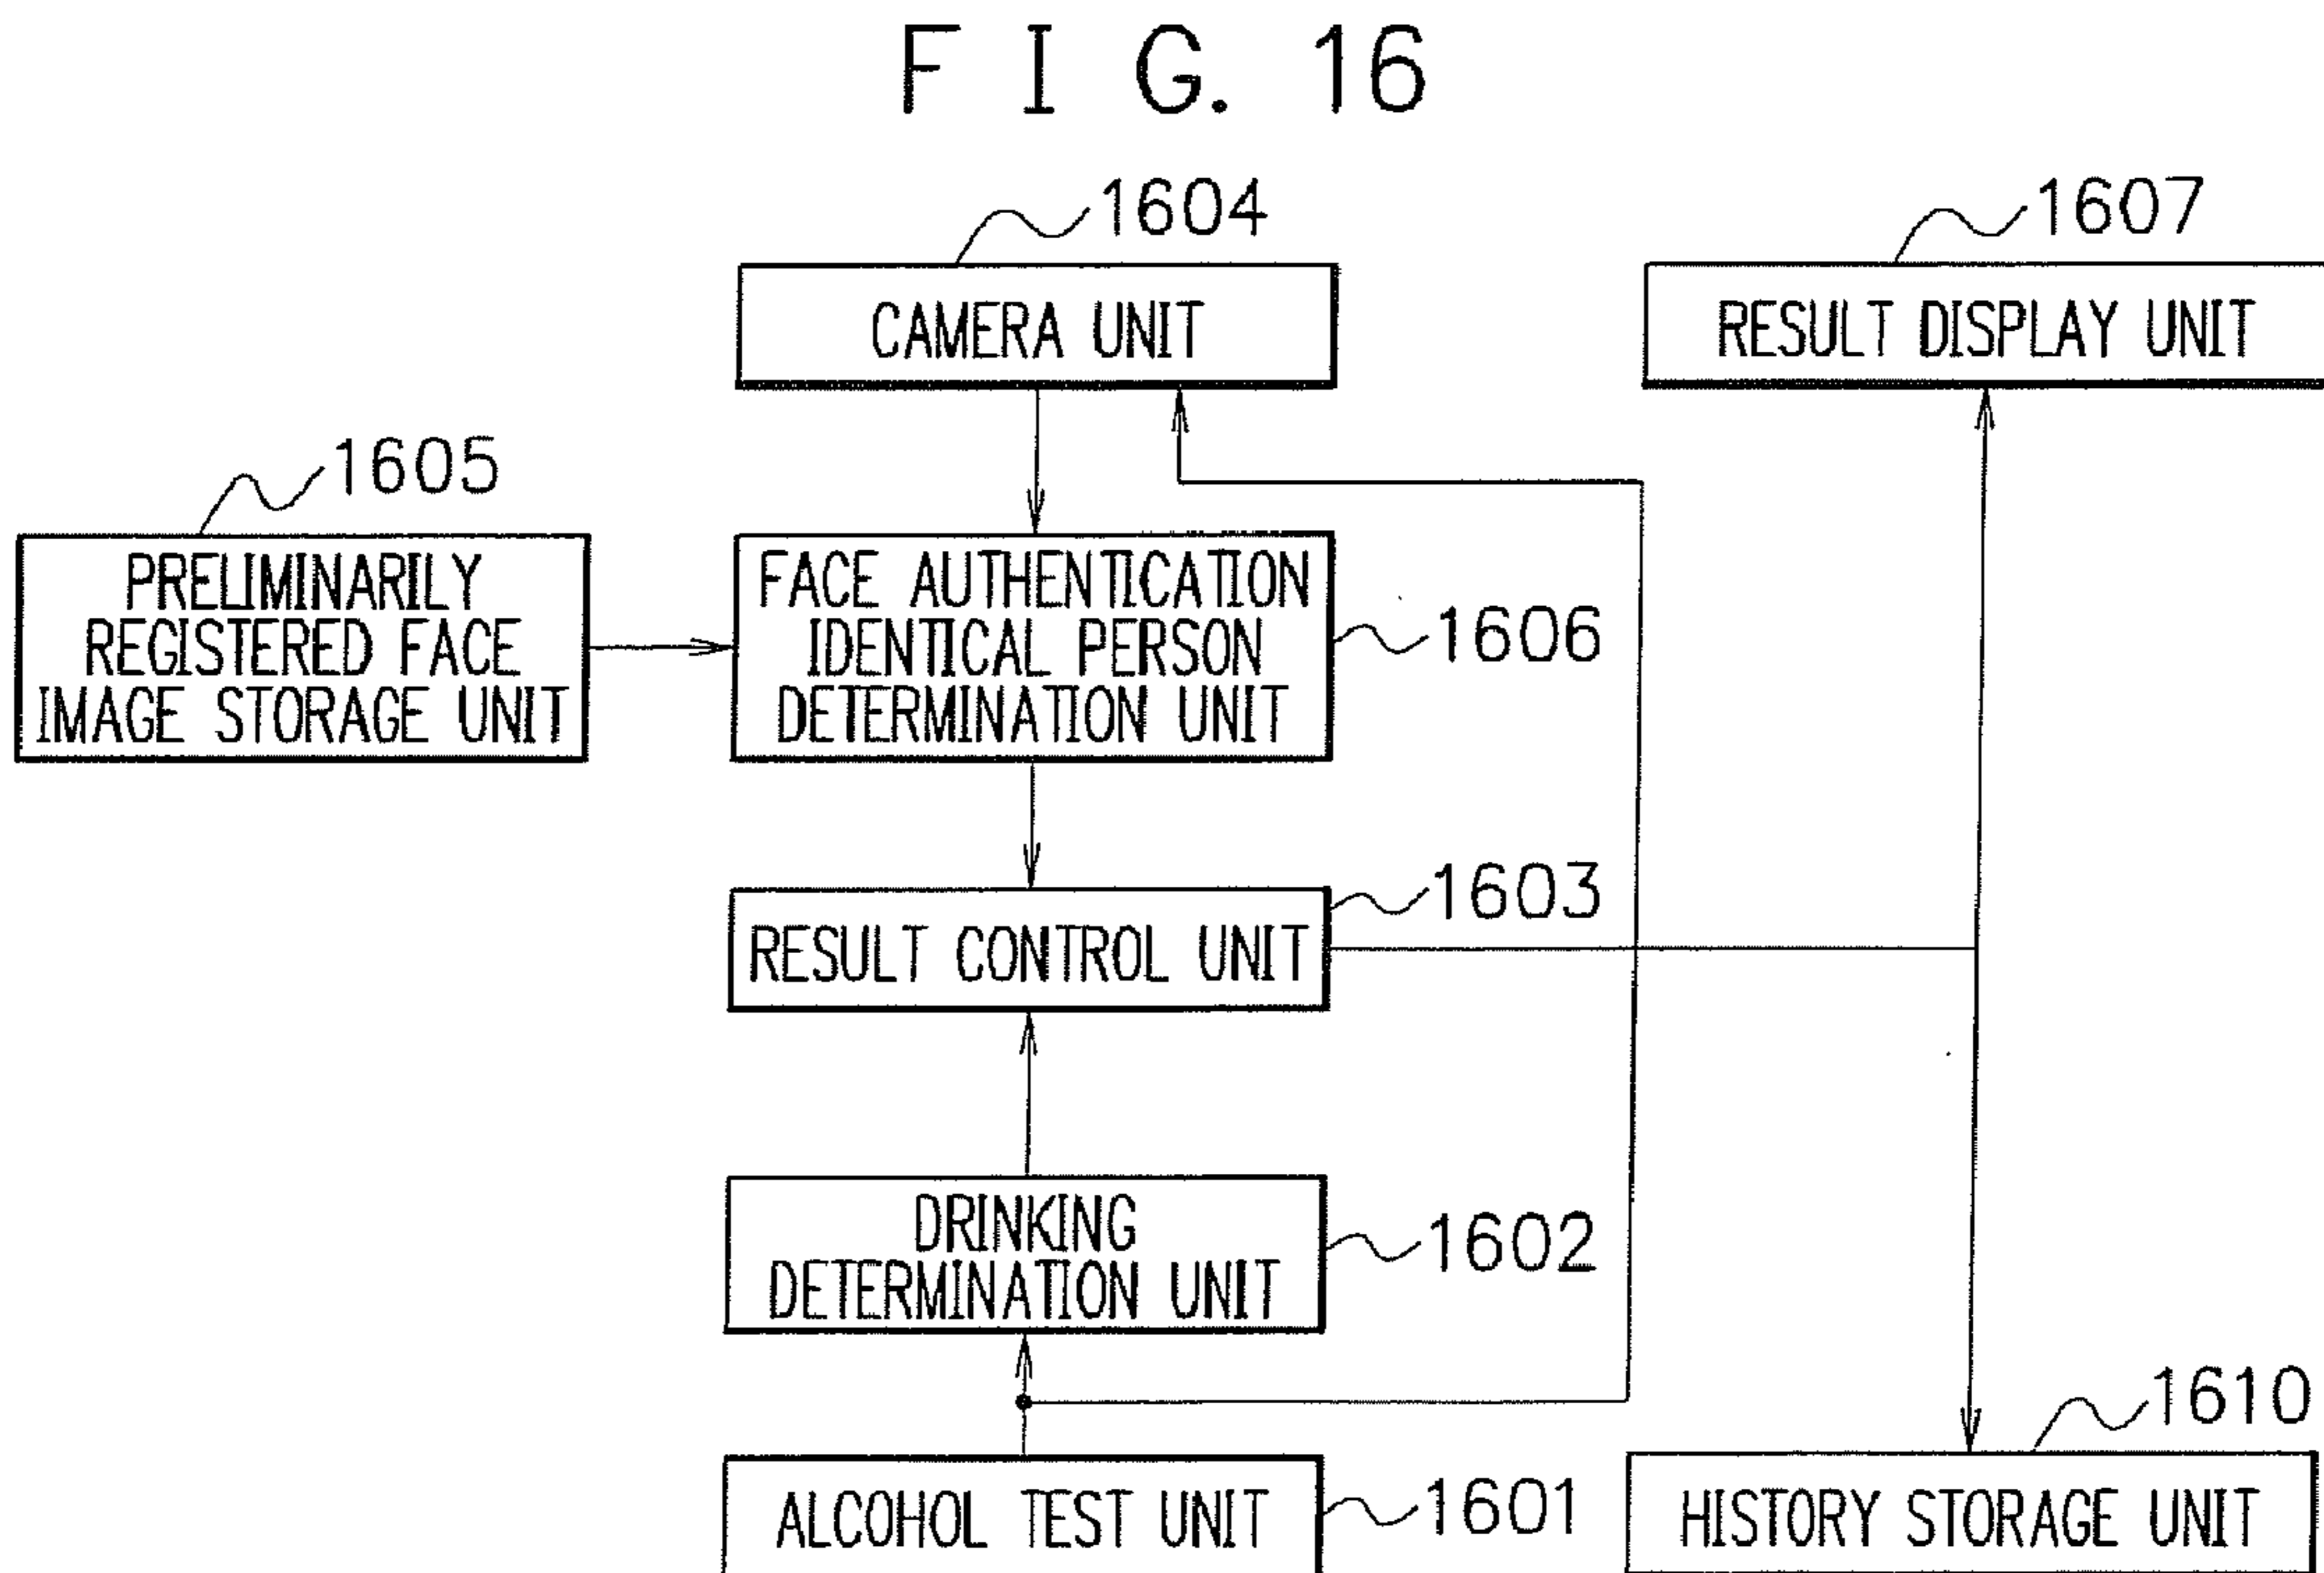 FIG. 16
1604
1607
CAMERA UNIT
RESULT DISPLAY UNIT
1605
PRELIMINARILY
REGISTERED FACE
IMAGE STORAGE UNIT
FACE AUTHENTICATION
IDENTICAL PERSON
DETERMINATION UNIT
1606
1603
RESULT CONTROL UNIT
DRINKING
DETERMINATION UNIT
1602
1610
ALCOHOL TEST UNIT
1601
HISTORY STORAGE UNIT